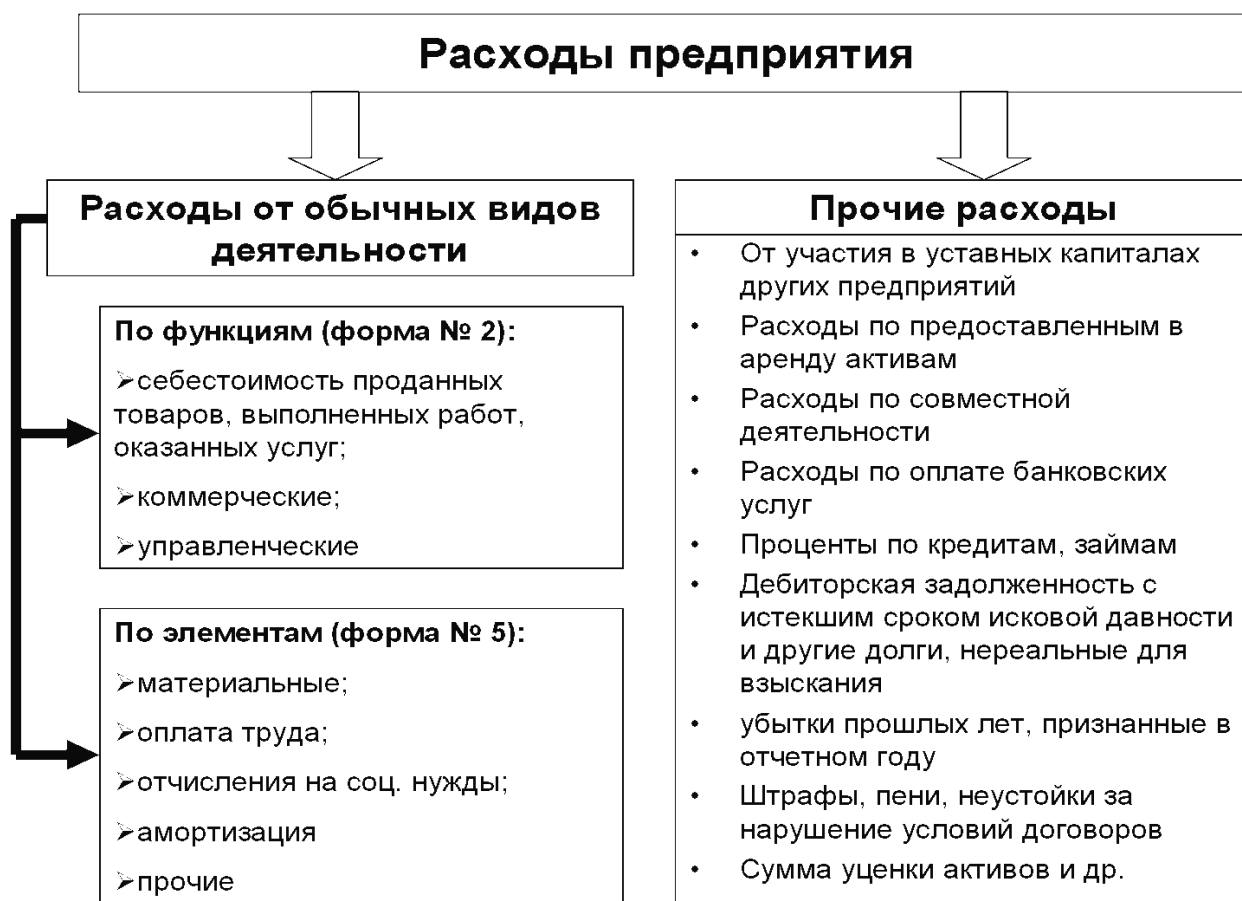 Расходы предприятия
Расходы от обычных видов
деятельности
По функциям (форма № 2):
➢себестоимость проданных
товаров, выполненных работ,
оказанных услуг;
➢коммерческие;
➢управленческие
По элементам (форма № 5):
➢материальные;
➢оплата труда;
➢отчисления на соц. нужды;
➢амортизация
➢прочие
Прочие расходы
• От участия в уставных капиталах
других предприятий
• Расходы по предоставленным в
аренду активам
• Расходы по совместной
деятельности
• Расходы по оплате банковских
услуг
• Проценты по кредитам, займам
• Дебиторская задолженность с
истекшим сроком исковой давности
и другие долги, нереальные для
взыскания
• убытки прошлых лет, признанные в
отчетном году
• Штрафы, пени, неустойки за
нарушение условий договоров
• Сумма уценки активов и др.